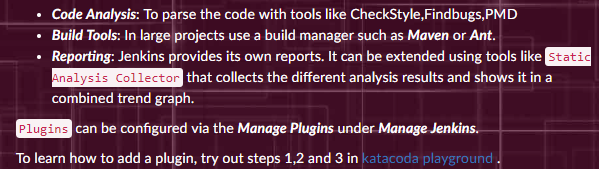 • Code Analysis: To parse the code with tools like CheckStyle,Findbugs,PMD
• Build Tools: In large projects use a build manager such as Maven or Ant.
• Reporting: Jenkins provides its own reports. It can be extended using tools like Static
Analysis Collector that collects the different analysis results and shows it in a
combined trend graph.
Plugins can be configured via the Manage Plugins under Manage Jenkins.
To learn how to add a plugin, try out steps 1,2 and 3 in katacoda playground .